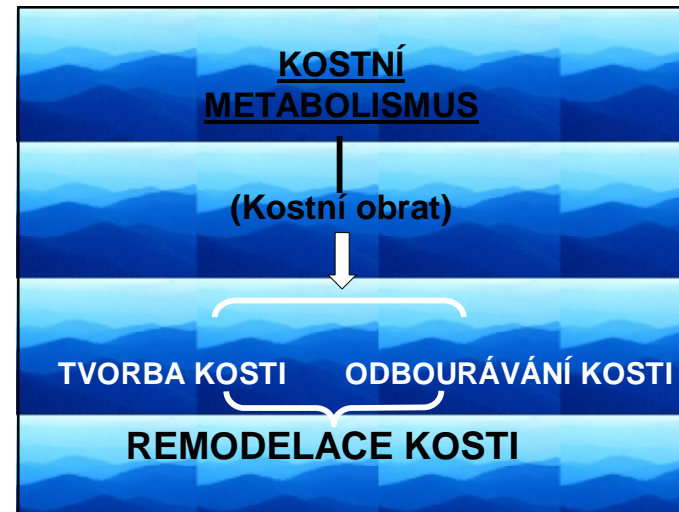 KOSTNÍ
METABOLISMUS
(Kostní obrat)
TVORBA KOSTI ODBOURÁVÁNÍ KOSTI
REMODELACE KOSTI